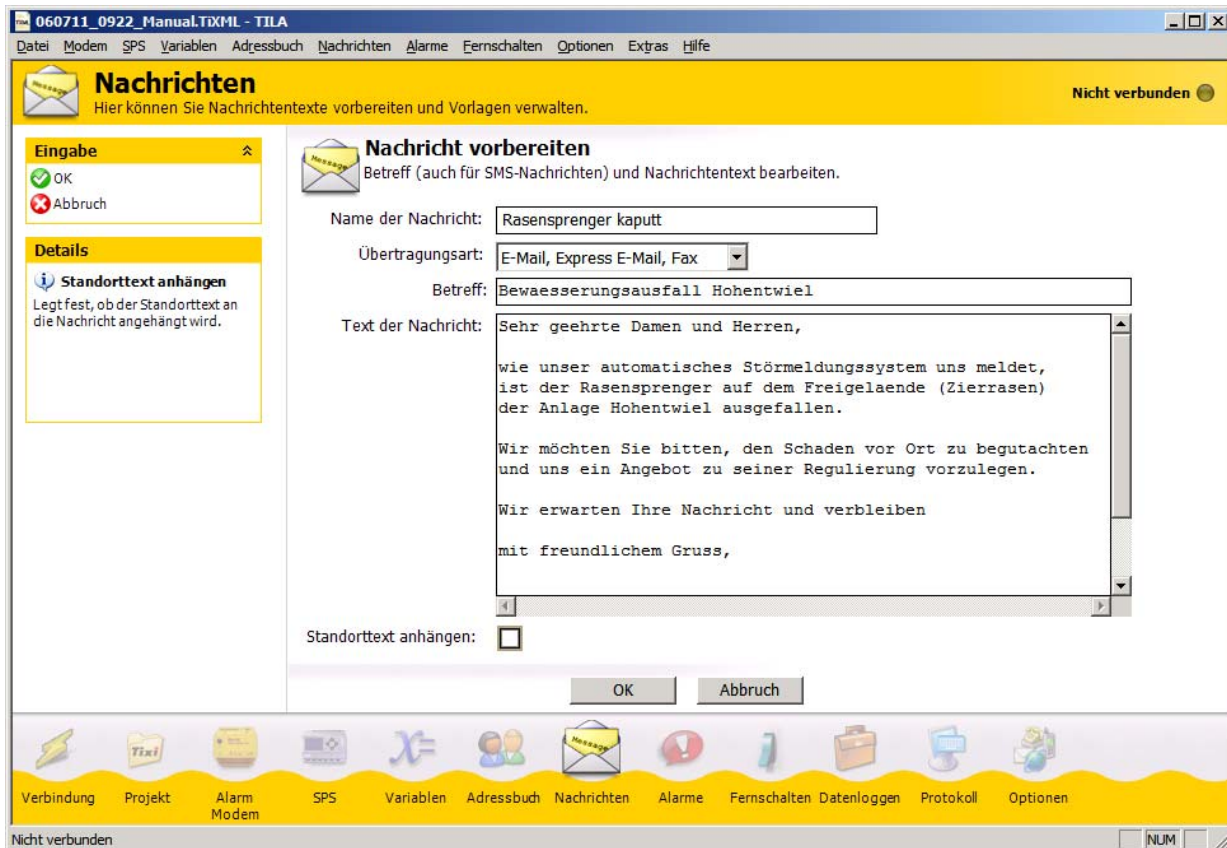 060711_0922_Manual.TiXML - TILA
Datei Modem SPS Variablen Adressbuch Nachrichten Alarme Fernschalten Optionen Extras Hilfe
Message
Nachrichten
Hier können Sie Nachrichtentexte vorbereiten und Vorlagen verwalten.
Nicht verbunden
Eingabe
OK
Abbruch
Details
Standorttext anhängen
Legt fest, ob der Standorttext an
die Nachricht angehängt wird.
Message
Nachricht vorbereiten
Betreff (auch für SMS-Nachrichten) und Nachrichtentext bearbeiten.
Name der Nachricht: Rasensprenger kaputt
Übertragungsart: E-Mail, Express E-Mail, Fax
Betreff: Bewaesserungsausfall Hohentwiel
Text der Nachricht: Sehr geehrte Damen und Herren,
wie unser automatisches Störmeldungssystem uns meldet,
ist der Rasensprenger auf dem Freigelaende (Zierrasen)
der Anlage Hohentwiel ausgefallen.
Wir möchten Sie bitten, den Schaden vor Ort zu begutachten
und uns ein Angebot zu seiner Regulierung vorzulegen.
Wir erwarten Ihre Nachricht und verbleiben
mit freundlichem Gruss,
Standorttext anhängen:
OK Abbruch
Tixi X= Message
Verbindung Projekt Alarm Modem SPS Variablen Adressbuch Nachrichten Alarme Fernschalten Datenloggen Protokoll Optionen
Nicht verbunden NUM